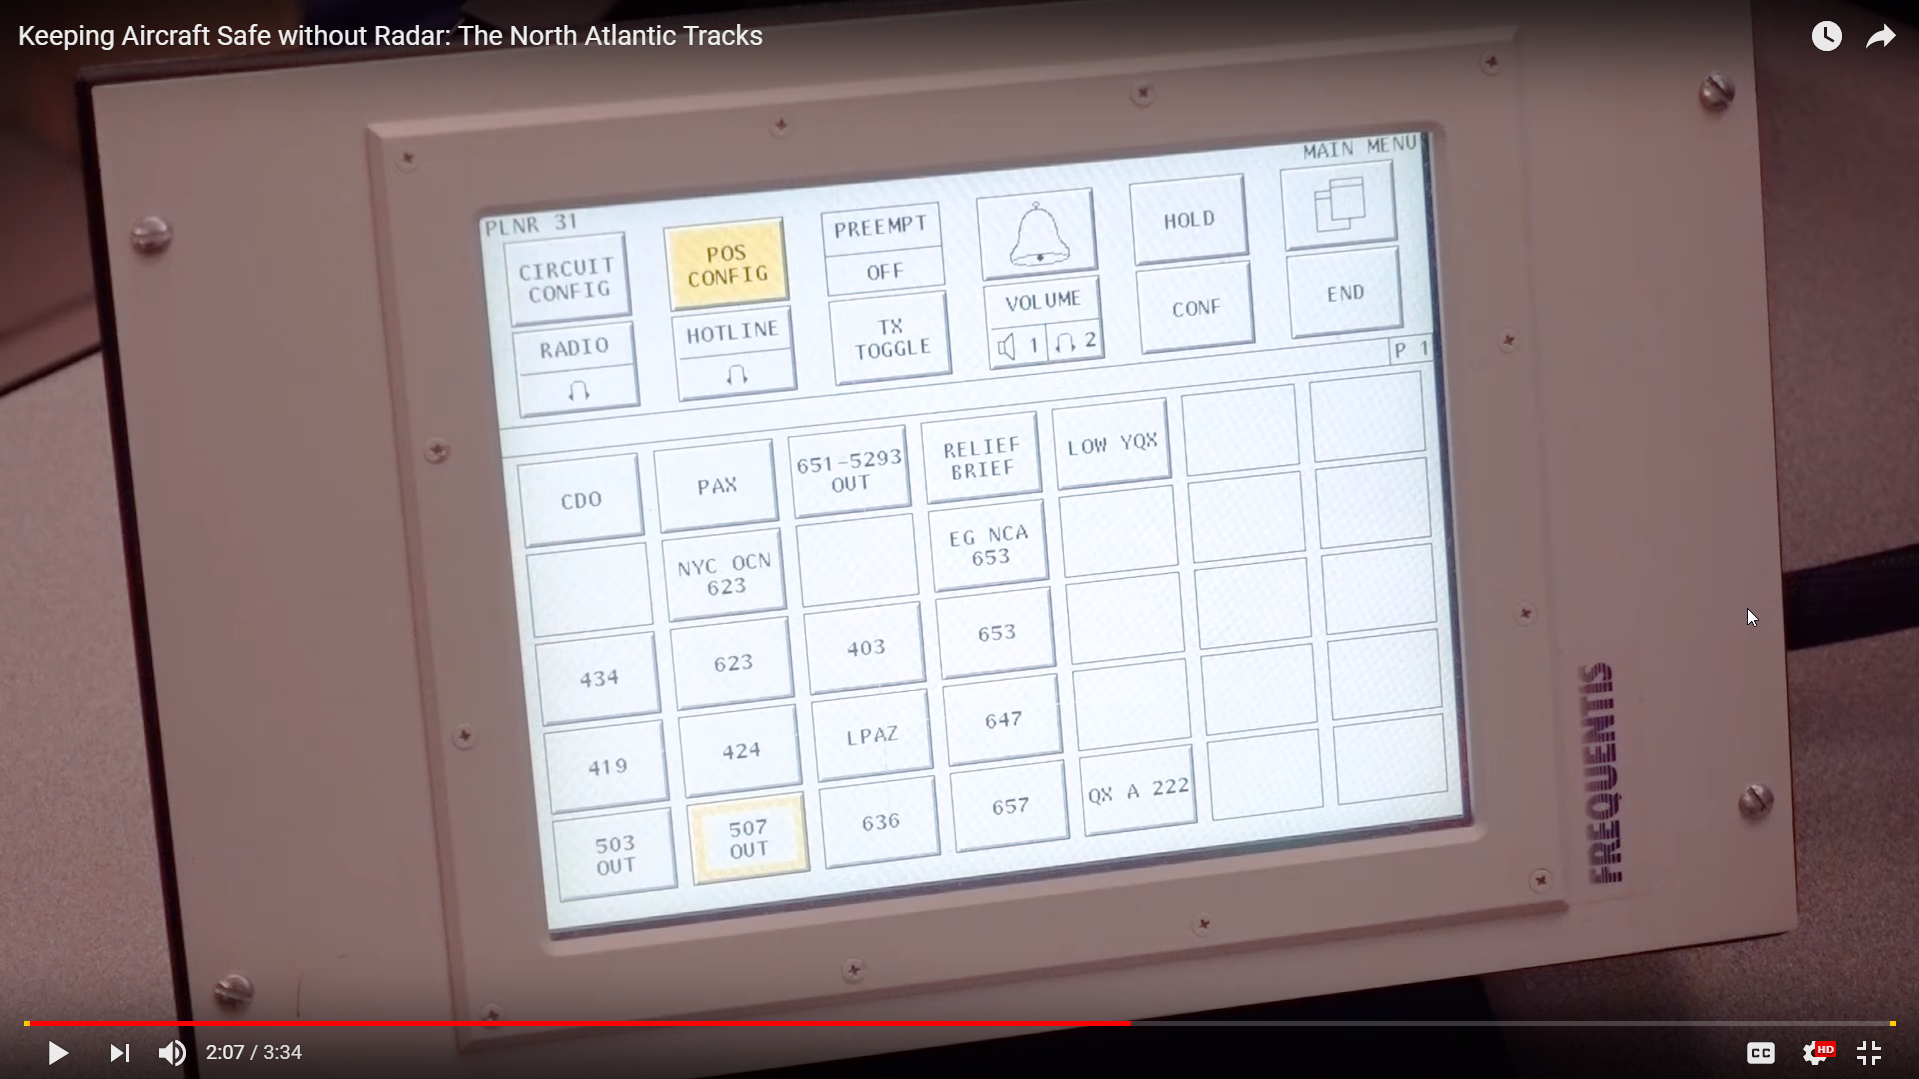 Keeping Aircraft Safe without Radar: The North Atlantic Tracks
MAIN MENU
PLNR 31
CIRCUIT
CONFIG
POS
CONFIG
PREEMPT
OFF
HOLD
RADIO
HOTLINE
TX
TOGGLE
VOLUME
1
2
CONF
END
P 1
CDO
PAX
651-5293
OUT
RELIEF
BRIEF
LOW YQX
NYC OCN
623
EG NCA
653
434
623
403
653
419
424
LPAZ
647
503
OUT
507
OUT
636
657
QX A 222
FREQUENTIS
2:07 / 3:34
CC
HD